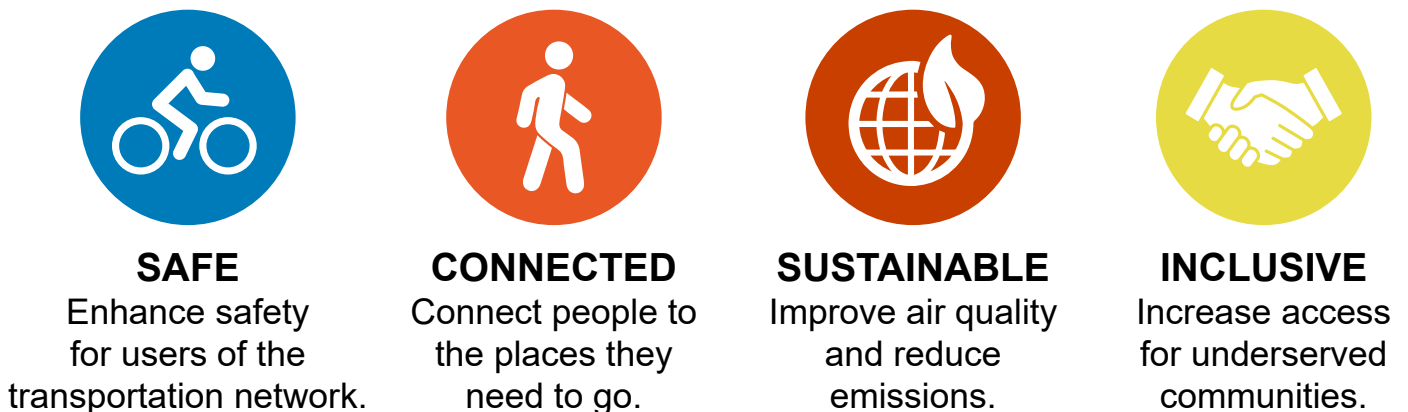 SAFE
Enhance safety
for users of the
transportation network.
CONNECTED
Connect people to
the places they
need to go.
SUSTAINABLE
Improve air quality
and reduce
emissions.
INCLUSIVE
Increase access
for underserved
communities.